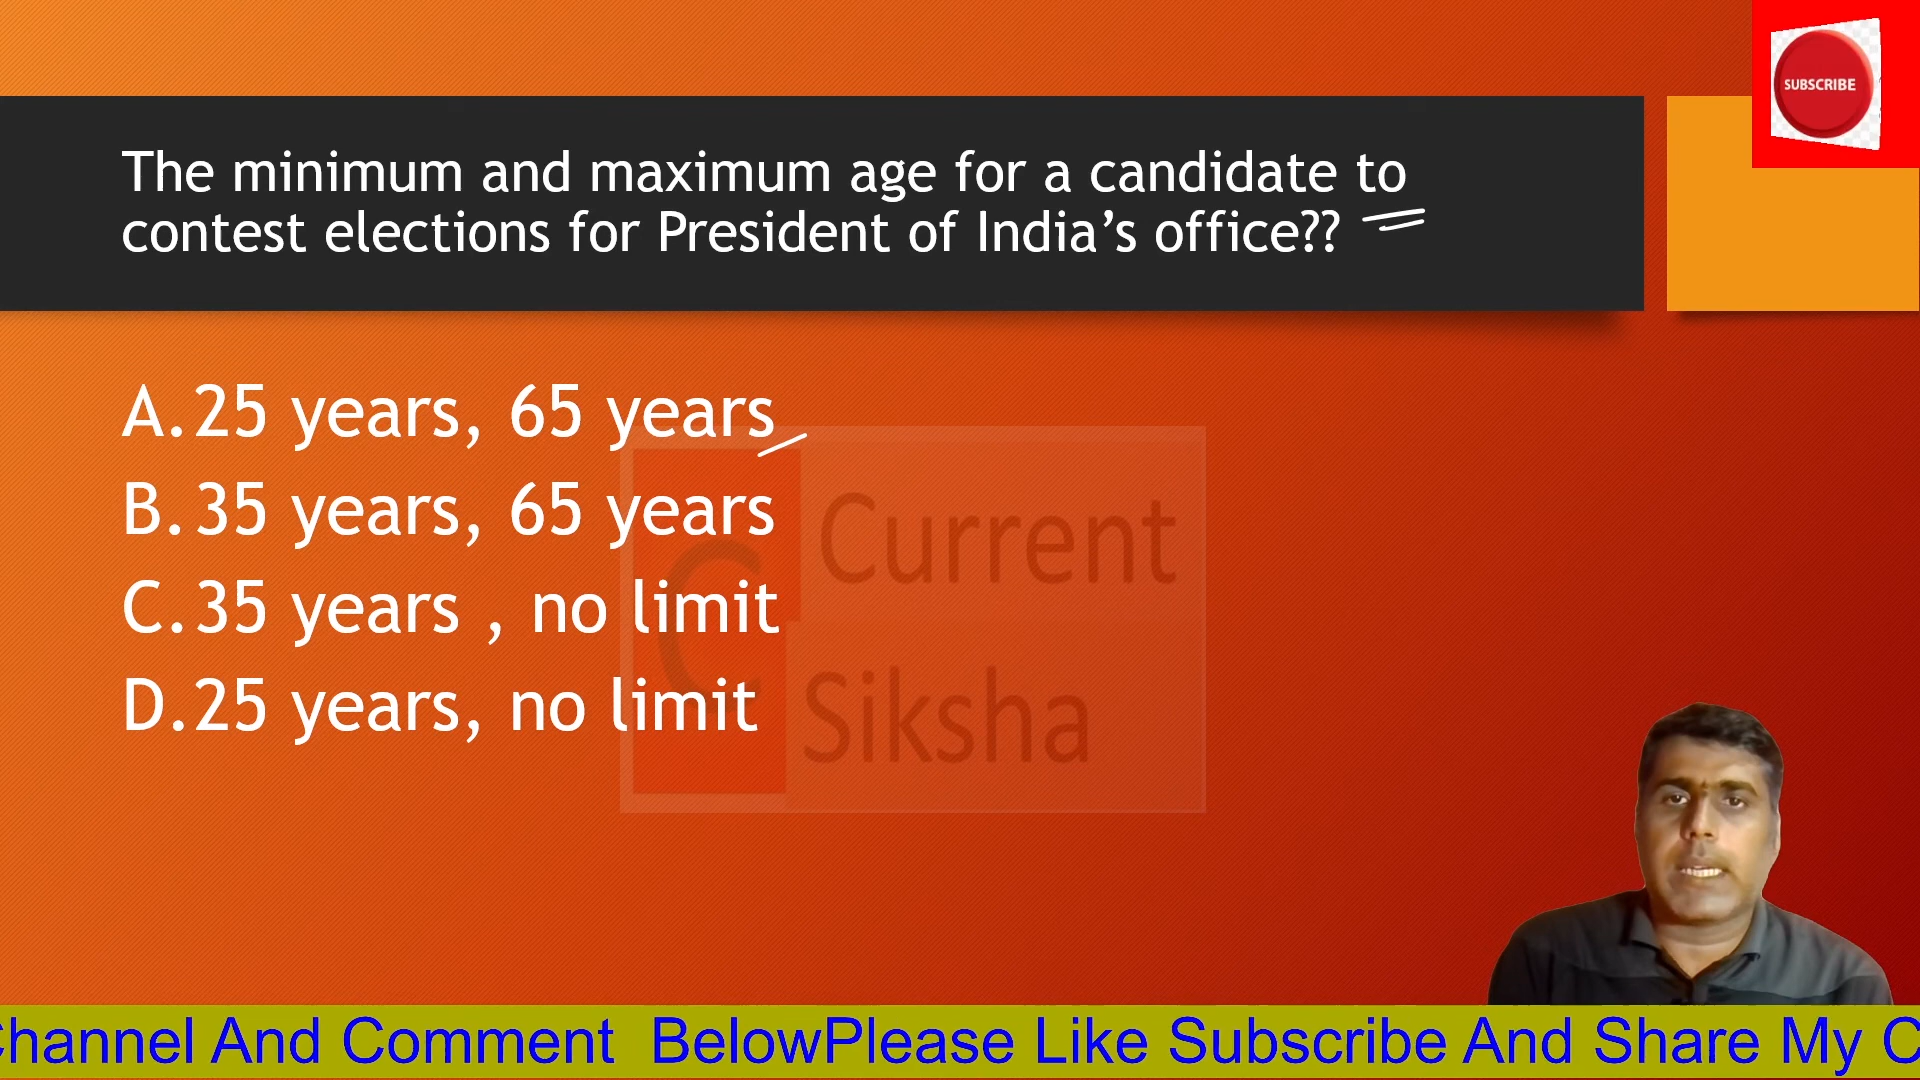 SUBSCRIBE
The minimum and maximum age for a candidate to
contest elections for President of India’s office??
A. 25 years, 65 years
B. 35 years, 65 years
C. 35 years , no limit
D. 25 years, no limit
C
Current
Siksha
Channel And Comment  BelowPlease Like Subscribe And Share My C